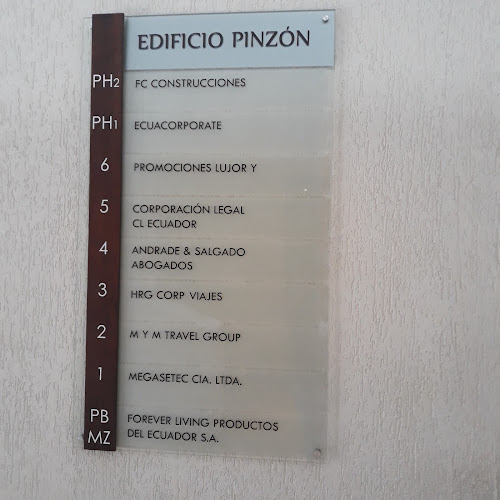 EDIFICIO PINZÓN
PH2 FC CONSTRUCCIONES
PH1 ECUACORPORATE
6 PROMOCIONES LUJOR Y
5 CORPORACIÓN LEGAL
CL ECUADOR
4 ANDRADE & SALGADO
ABOGADOS
3 HRG CORP VIAJES
2 M Y M TRAVEL GROUP
1 MEGASETEC CIA. LTDA.
PB FOREVER LIVING PRODUCTOS
MZ DEL ECUADOR S.A.